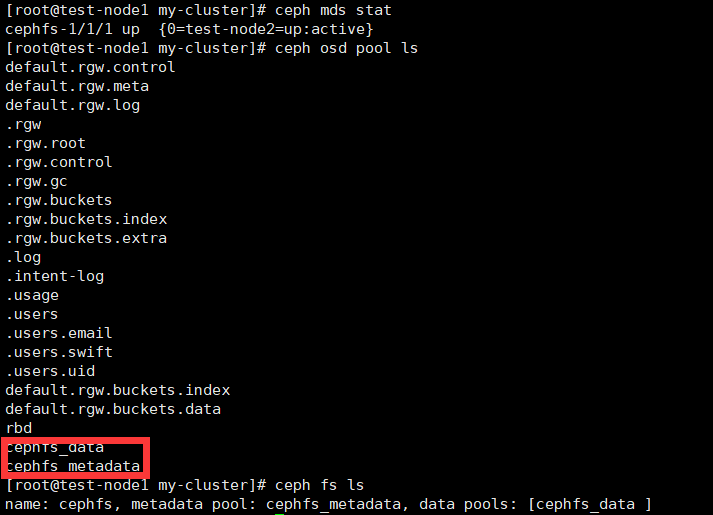 [root@test-node1 my-cluster]# ceph mds stat
cephfs-1/1/1 up  {0=test-node2=up:active}
[root@test-node1 my-cluster]# ceph osd pool ls
default.rgw.control
default.rgw.meta
default.rgw.log
.rgw
.rgw.root
.rgw.control
.rgw.gc
.rgw.buckets
.rgw.buckets.index
.rgw.buckets.extra
.log
.intent-log
.usage
.users
.users.email
.users.swift
.users.uid
default.rgw.buckets.index
default.rgw.buckets.data
rbd
cephfs_data
cephfs_metadata
[root@test-node1 my-cluster]# ceph fs ls
name: cephfs, metadata pool: cephfs_metadata, data pools: [cephfs_data ]